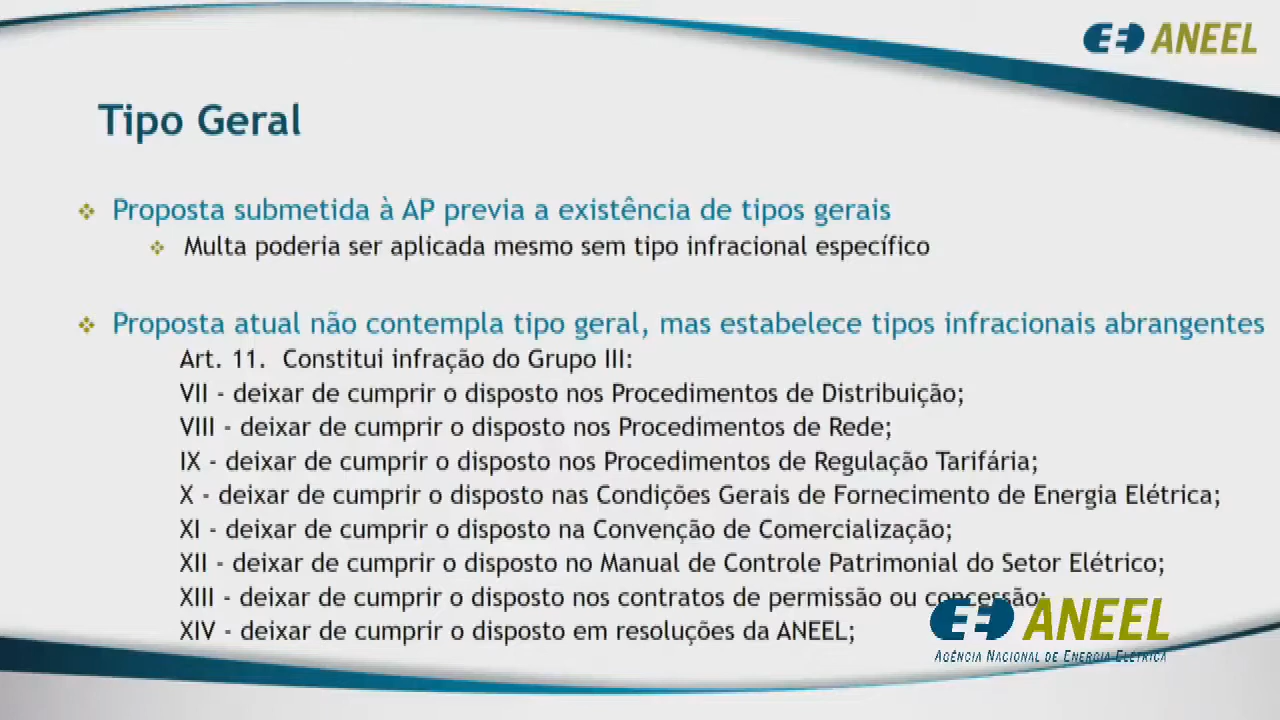 ANEEL
Tipo Geral
Proposta submetida à AP previa a existência de tipos gerais
Multa poderia ser aplicada mesmo sem tipo infracional específico
Proposta atual não contempla tipo geral, mas estabelece tipos infracionais abrangentes
Art. 11. Constitui infração do Grupo III:
VII - deixar de cumprir o disposto nos Procedimentos de Distribuição;
VIII - deixar de cumprir o disposto nos Procedimentos de Rede;
IX - deixar de cumprir o disposto nos Procedimentos de Regulação Tarifária;
X - deixar de cumprir o disposto nas Condições Gerais de Fornecimento de Energia Elétrica;
XI - deixar de cumprir o disposto na Convenção de Comercialização;
XII - deixar de cumprir o disposto no Manual de Controle Patrimonial do Setor Elétrico;
XIII - deixar de cumprir o disposto nos contratos de permissão ou concessão;
XIV - deixar de cumprir o disposto em resoluções da ANEEL;
ANEEL
AGÊNCIA NACIONAL DE ENERGIA ELÉTRICA